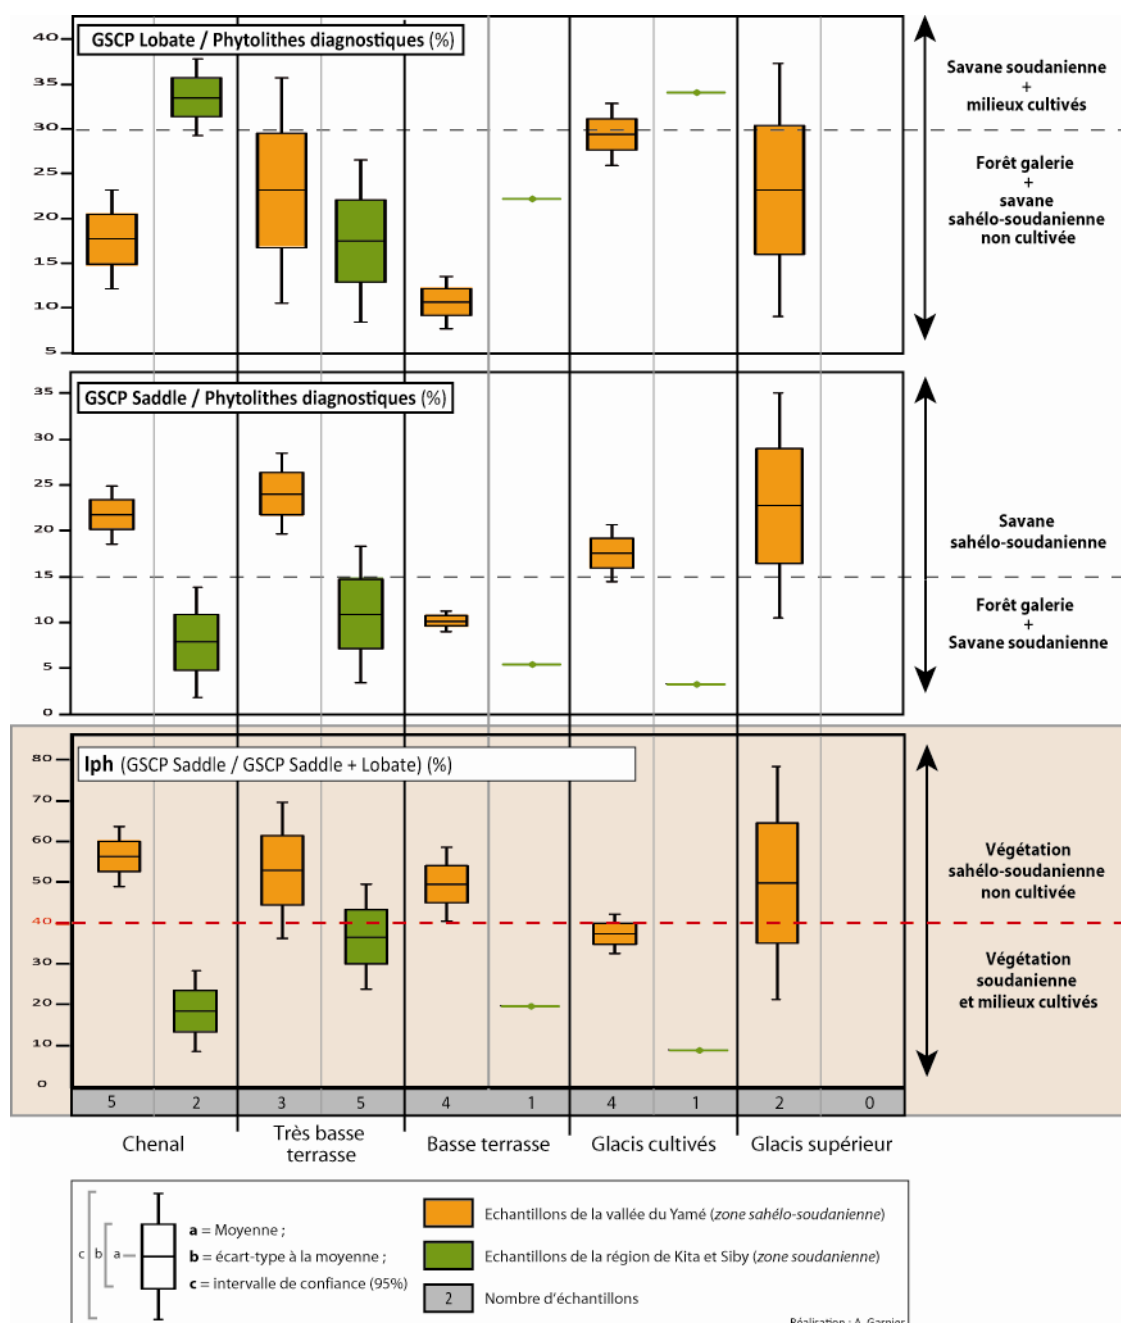 GSCP Lobate / Phytolithes diagnostiques (%)
40
35
30
25
20
15
10
5
Savane soudanienne
+
milieux cultivés
Forêt galerie
+
savane
sahélo-soudanienne
non cultivée
GSCP Saddle / Phytolithes diagnostiques (%)
35
30
25
20
15
10
5
0
Savane
sahélo-soudanienne
Forêt galerie
+
Savane soudanienne
Iph (GSCP Saddle / GSCP Saddle + Lobate) (%)
80
70
60
50
40
30
20
10
0
Végétation
sahélo-soudanienne
non cultivée
Végétation
soudanienne
et milieux cultivés
5 2 3 5 4 1 4 1 2 0
Chenal
Très basse
terrasse
Basse terrasse
Glacis cultivés
Glacis supérieur
c b a
a = Moyenne ;
b = écart-type à la moyenne ;
c = intervalle de confiance (95%)
Echantillons de la vallée du Yamé (zone sahélo-soudanienne)
Echantillons de la région de Kita et Siby (zone soudanienne)
2 Nombre d'échantillons
Réalisation : A. Garnier